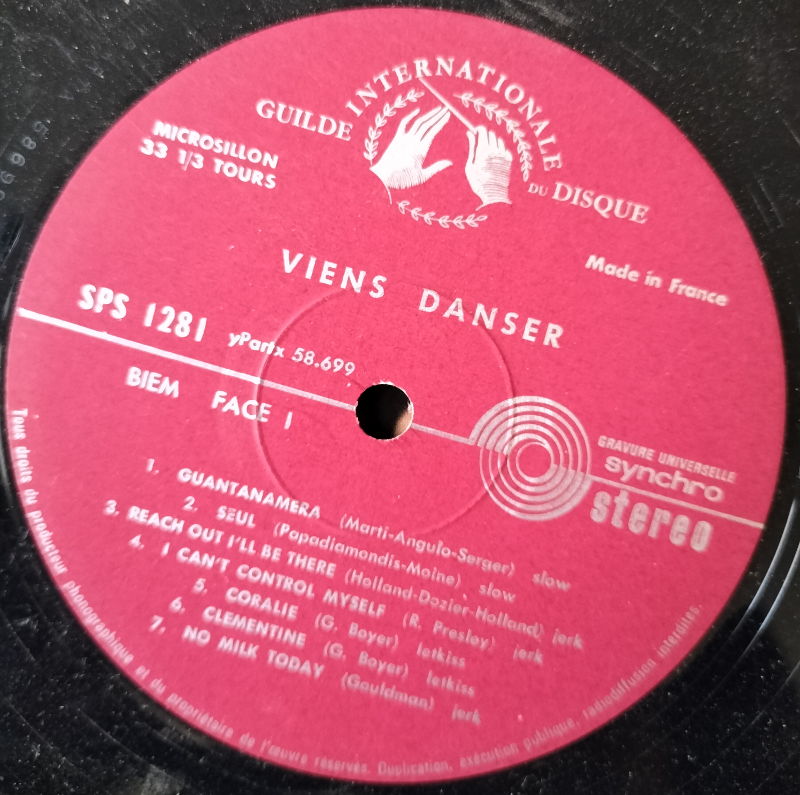 GUILDE INTERNATIONALE DU DISQUE
MICROSILLON
33 1/3 TOURS
Made in France
VIENS DANSER
SPS 1281
yPartx 58.699
BIEM FACE 1
GRAVURE UNIVERSELLE
synchro
stereo
1. GUANTANAMERA (Marti-Angulo-Serger) slow
2. SEUL (Papadiamondis-Moine) slow
3. REACH OUT I'LL BE THERE (Holland-Dozier-Holland) jerk
4. I CAN'T CONTROL MYSELF (R. Presley) jerk
5. CORALIE (G. Boyer) letkiss
6. CLEMENTINE (G. Boyer) letkiss
7. NO MILK TODAY (Gouldman) jerk
Tous droits du producteur phonographique et du propriétaire de l'œuvre réservés. Duplication, exécution publique, radiodiffusion interdites.